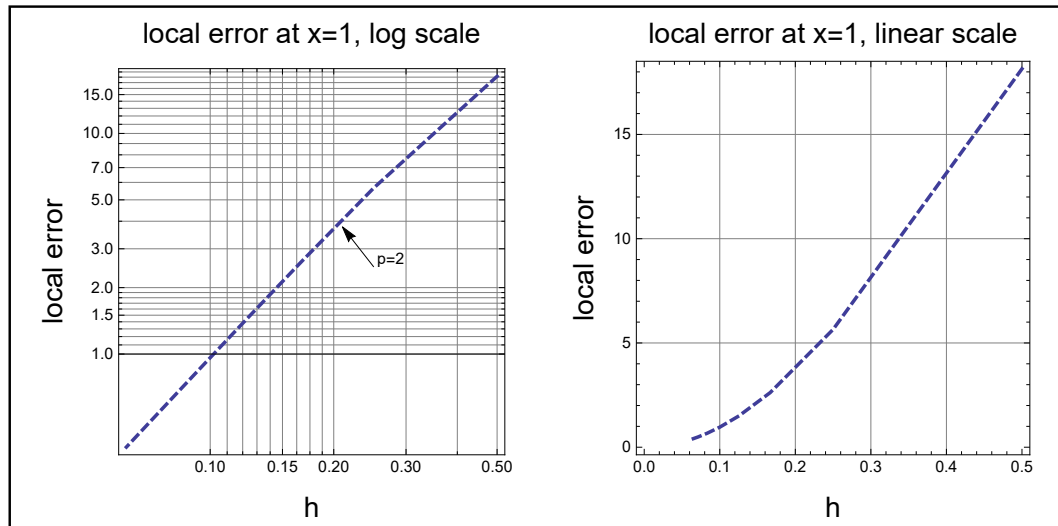 local error at x=1, log scale
15.0
10.0
7.0
5.0
3.0
2.0
1.5
1.0
local error
p=2
0.10 0.15 0.20 0.30 0.50
h
local error at x=1, linear scale
15
10
5
0
local error
0.0 0.1 0.2 0.3 0.4 0.5
h